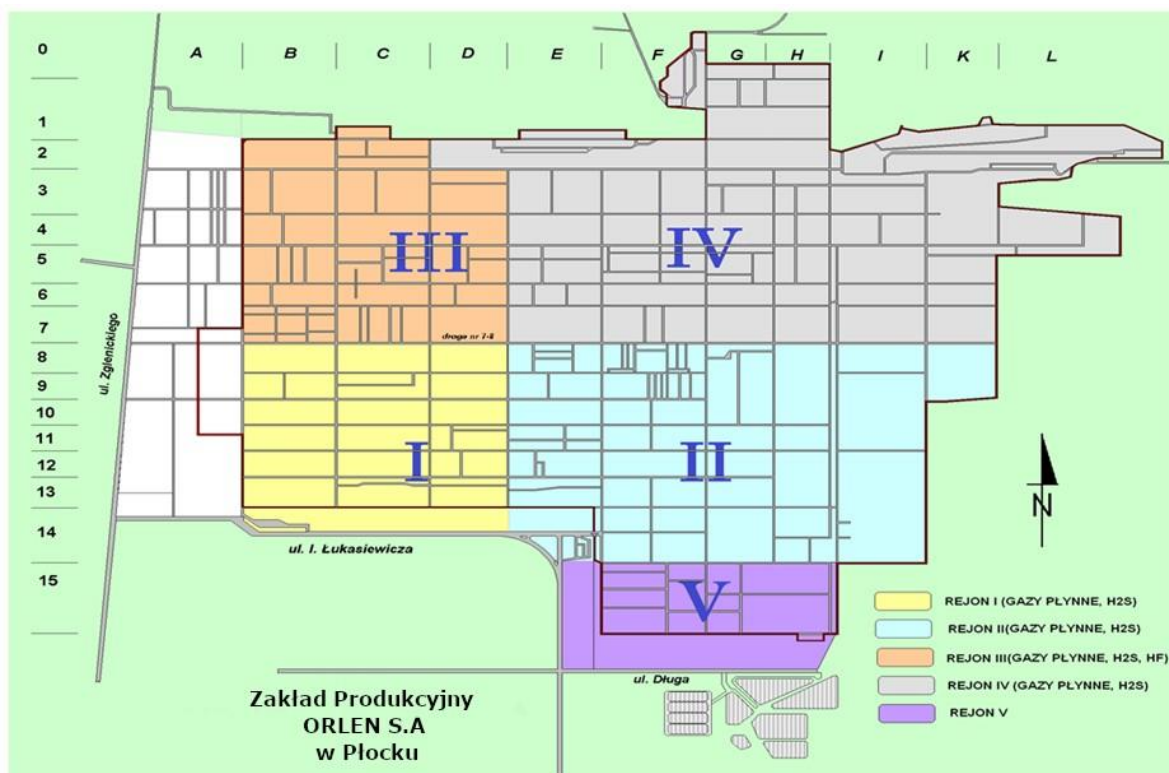 0 A B C D E F G H I K L
1
2
3
4
III IV
5
6
7
droga nr 7-8
ul. Zglenickiego
8
9
10
11
I II
12
13
14
ul. I. Łukasiewicza
N
15
V
REJON I (GAZY PŁYNNE, H2S)
REJON II(GAZY PŁYNNE, H2S)
REJON III(GAZY PŁYNNE, H2S, HF)
REJON IV (GAZY PŁYNNE, H2S)
REJON V
ul. Długa
Zakład Produkcyjny
ORLEN S.A
w Płocku